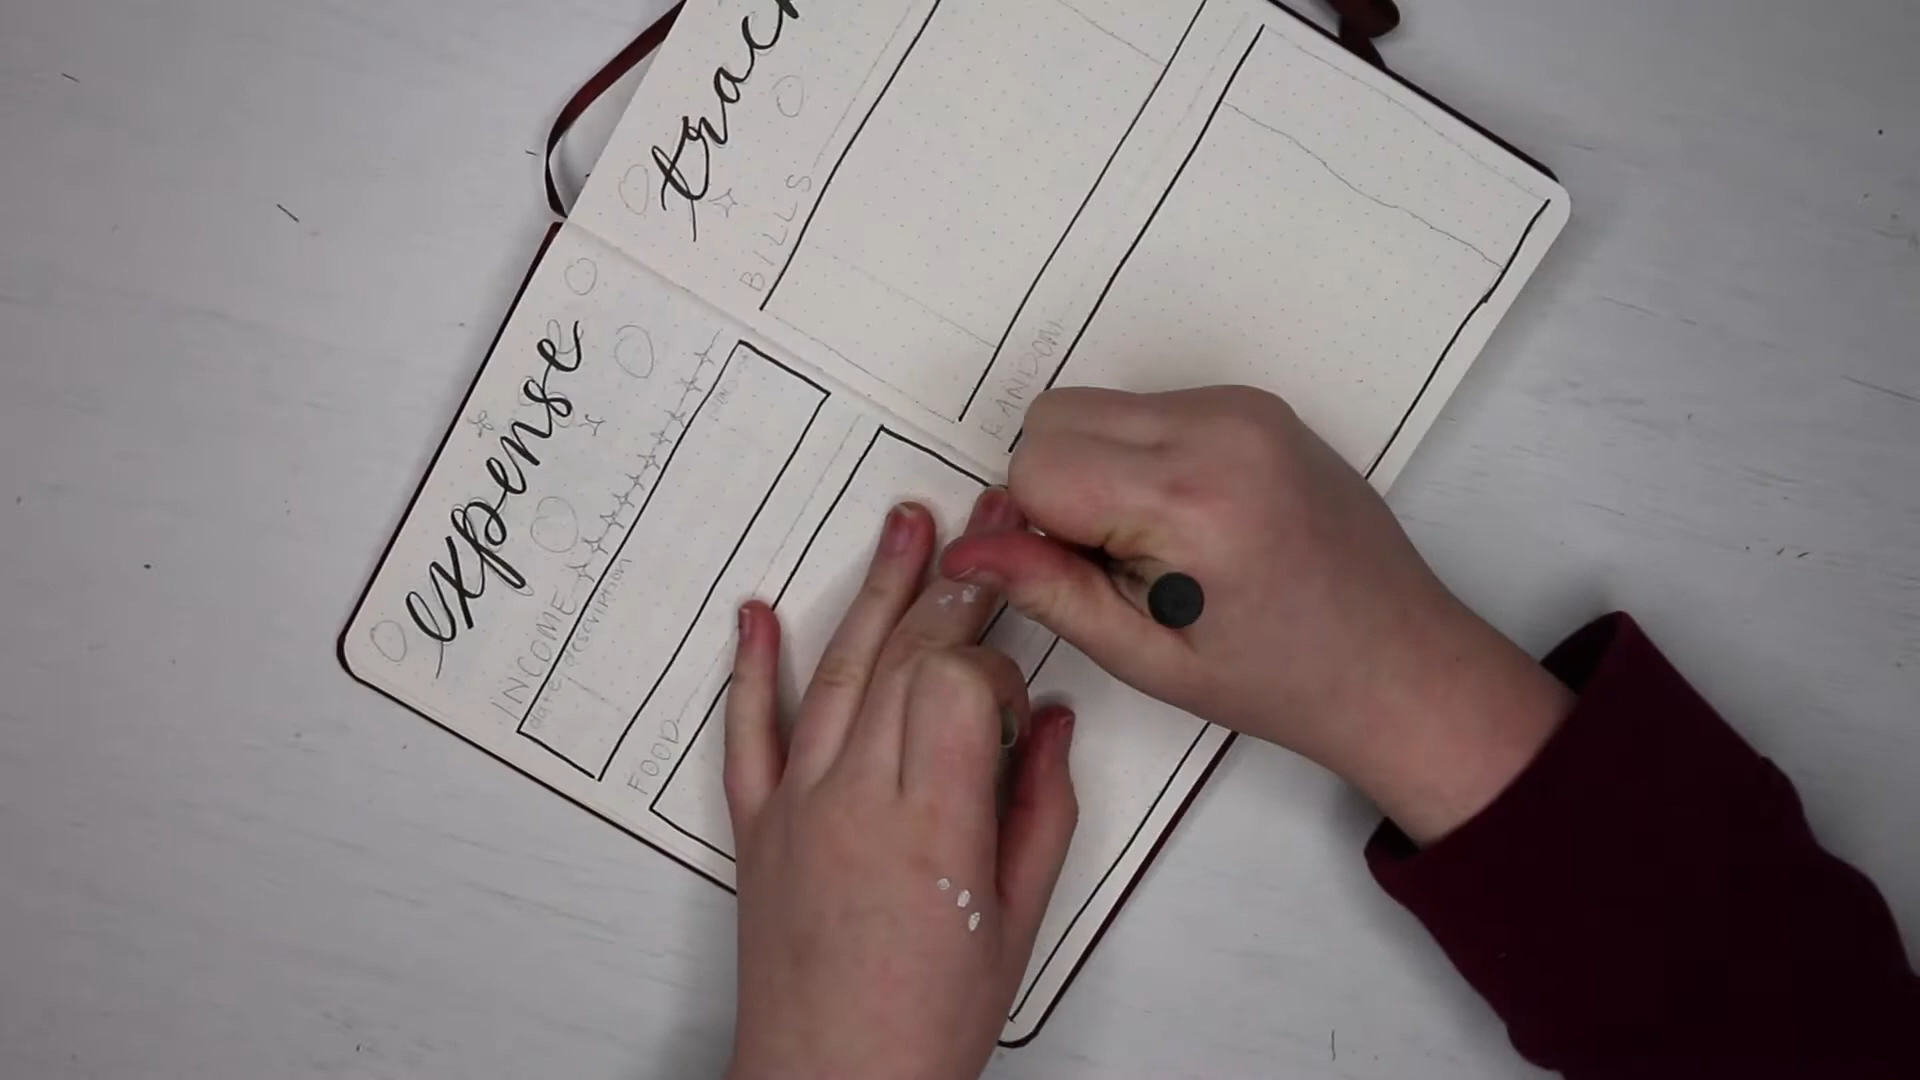 expense
INCOME
date description
FOOD
trac
BILLS
RANDOM